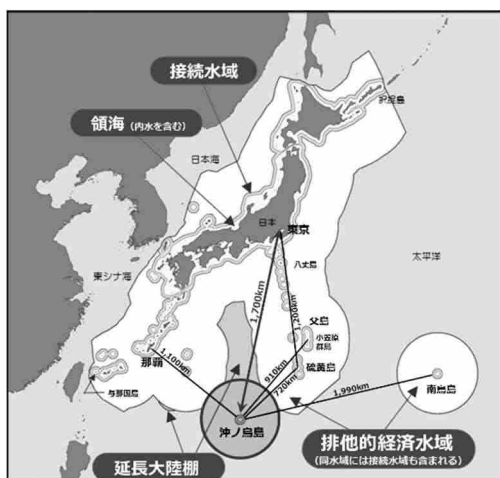 接続水域
領海(内水を含む)
択捉島
日本海
日本
東京
八丈島
太平洋
東シナ海
1,700km
1,200km
父島
小笠原
群島
那覇
1,100km
910km
720km
硫黄島
与那国島
1,990km
南鳥島
沖ノ鳥島
延長大陸棚
排他的経済水域
(同水域には接続水域も含まれる)